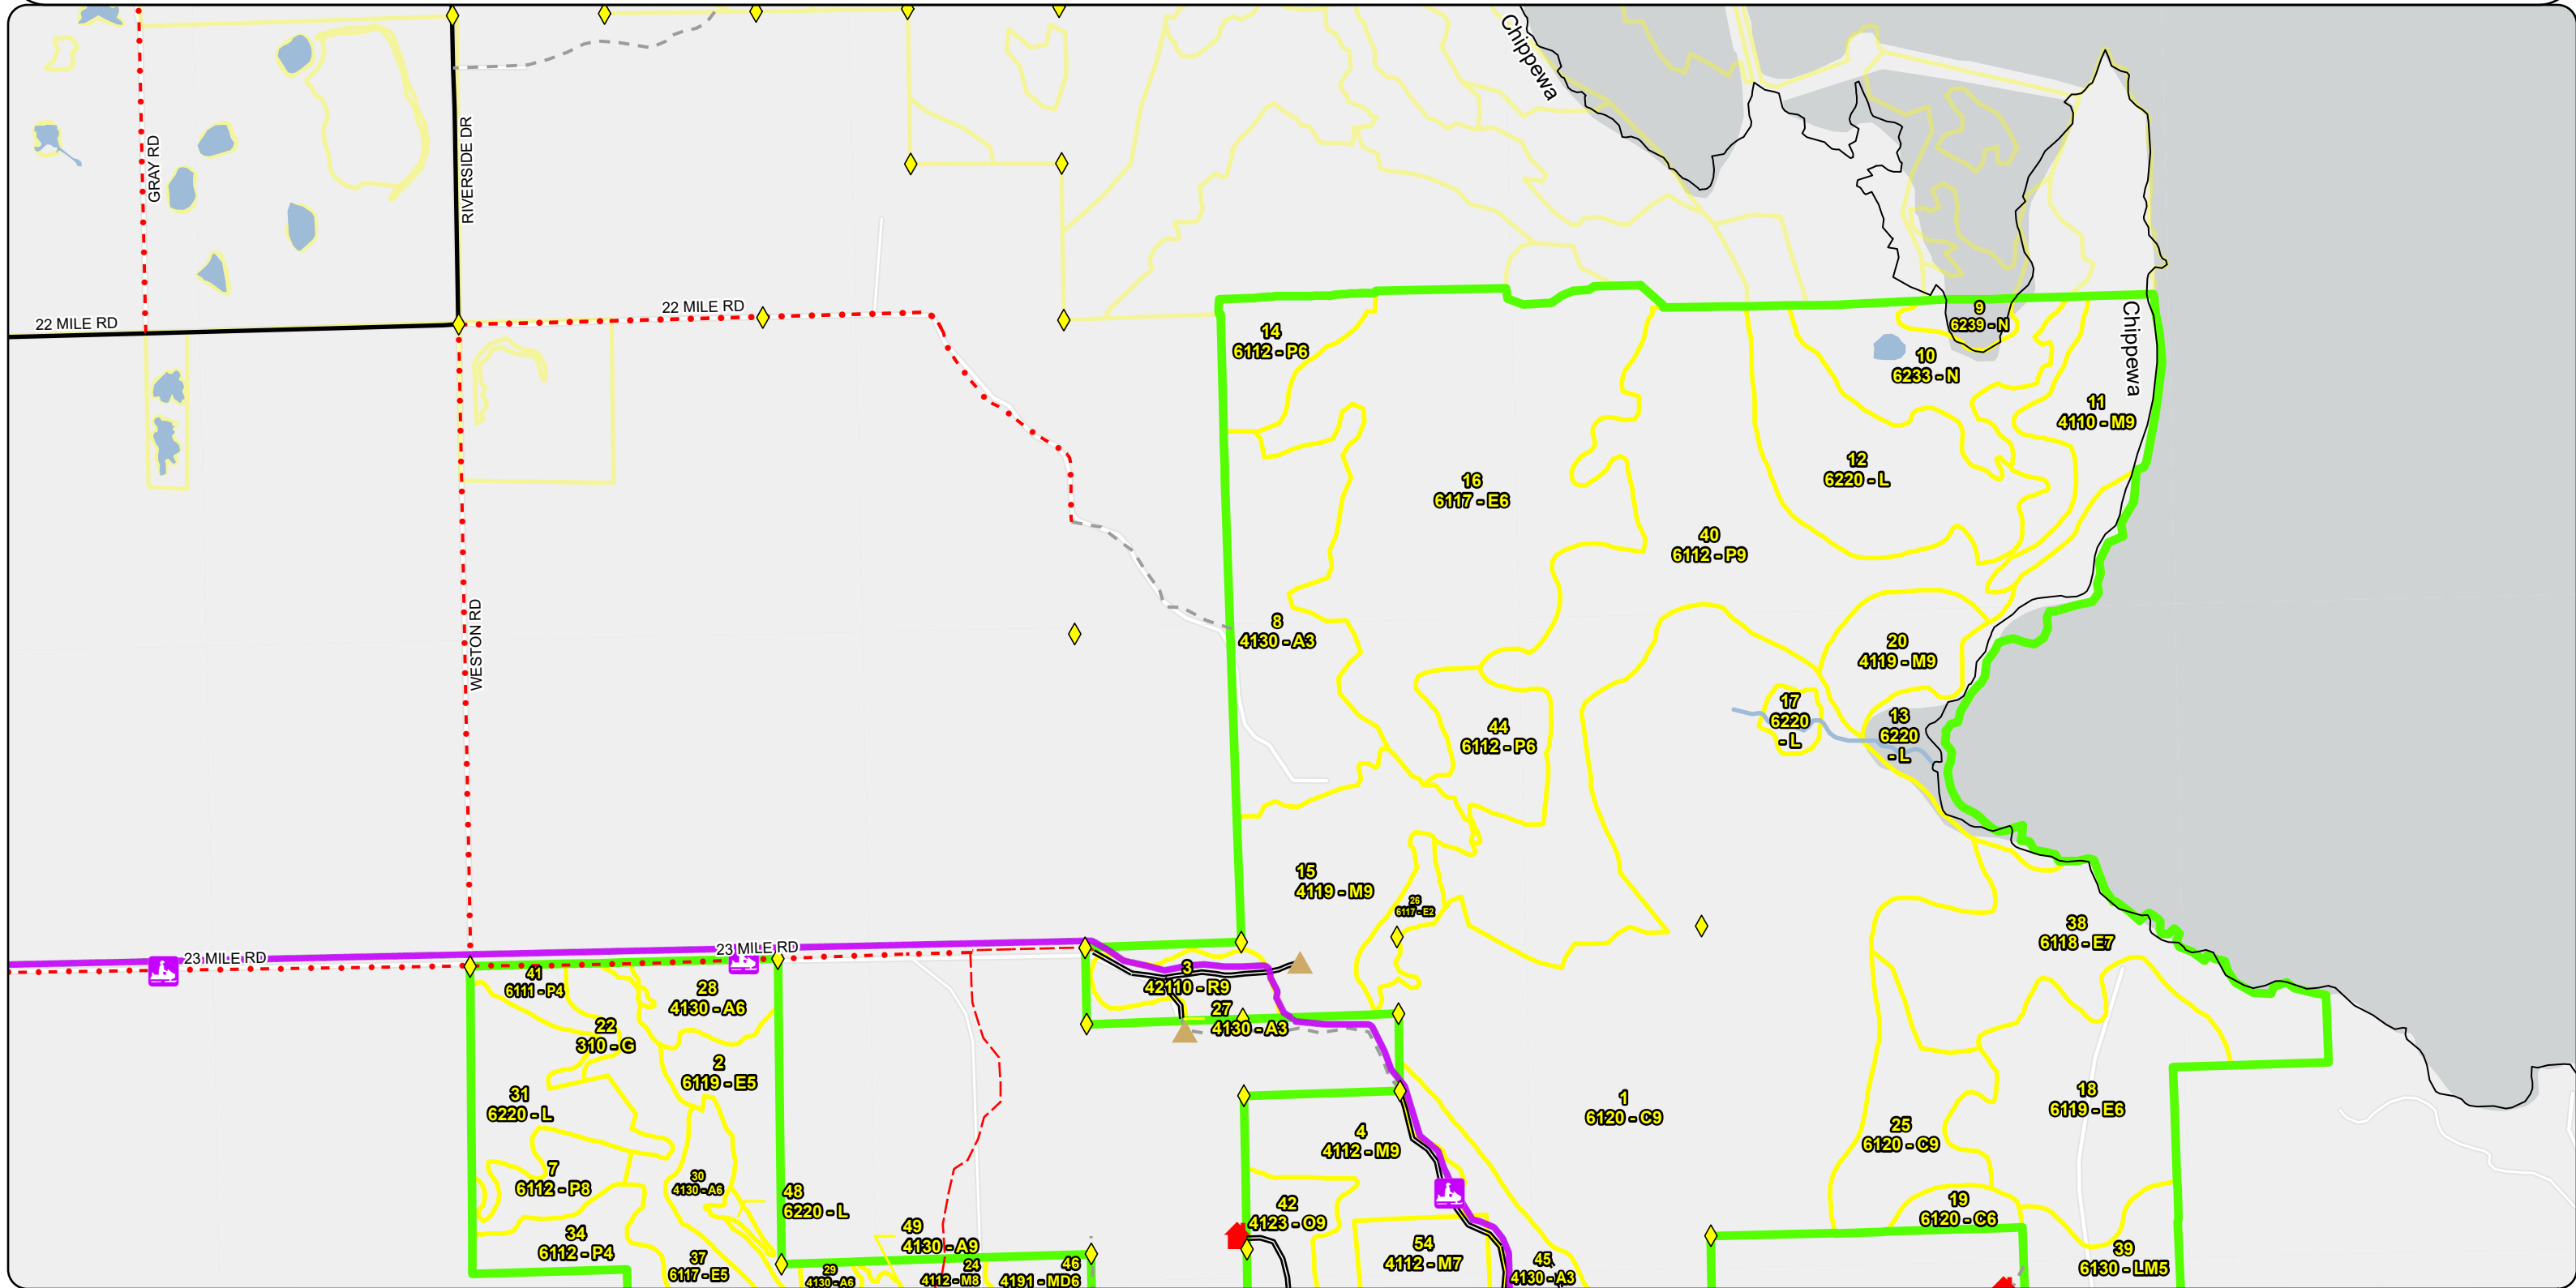 Chippewa
GRAY RD
RIVERSIDE DR
22 MILE RD
22 MILE RD
14
6112 - P6
9
6239 - N
Chippewa
10
6233 - N
11
4110 - M9
12
6220 - L
16
6117 - E6
40
6112 - P9
WESTON RD
8
4130 - A3
20
4119 - M9
17
6220
- L
13
6220
- L
44
6112 - P6
15
4119 - M9
26
6117 - E2
38
6118 - E7
23 MILE RD
23 MILE RD
41
6111 - P4
28
4130 - A6
3
42110 - R9
27
4130 - A3
22
310 - G
2
6119 - E5
31
6220 - L
1
6120 - C9
18
6119 - E6
4
4112 - M9
25
6120 - C9
7
6112 - P8
30
4130 - A6
48
6220 - L
42
4123 - O9
19
6120 - C6
34
6112 - P4
49
4130 - A9
37
6117 - E5
29
4130 - A6
24
4112 - M8
46
4191 - MD6
54
4112 - M7
45
4130 - A3
39
6130 - LM5